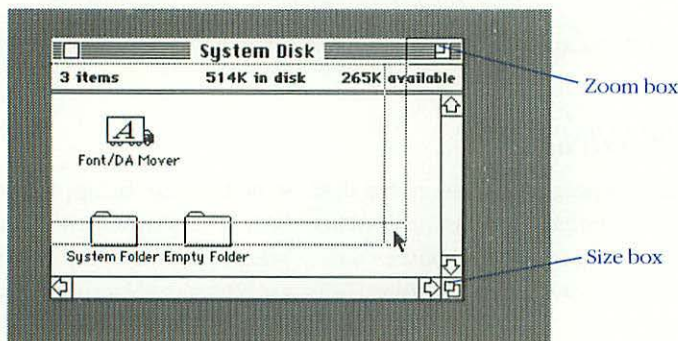 System Disk
3 items 514K in disk 265K available
Zoom box
A
Font/DA Mover
System Folder Empty Folder
Size box